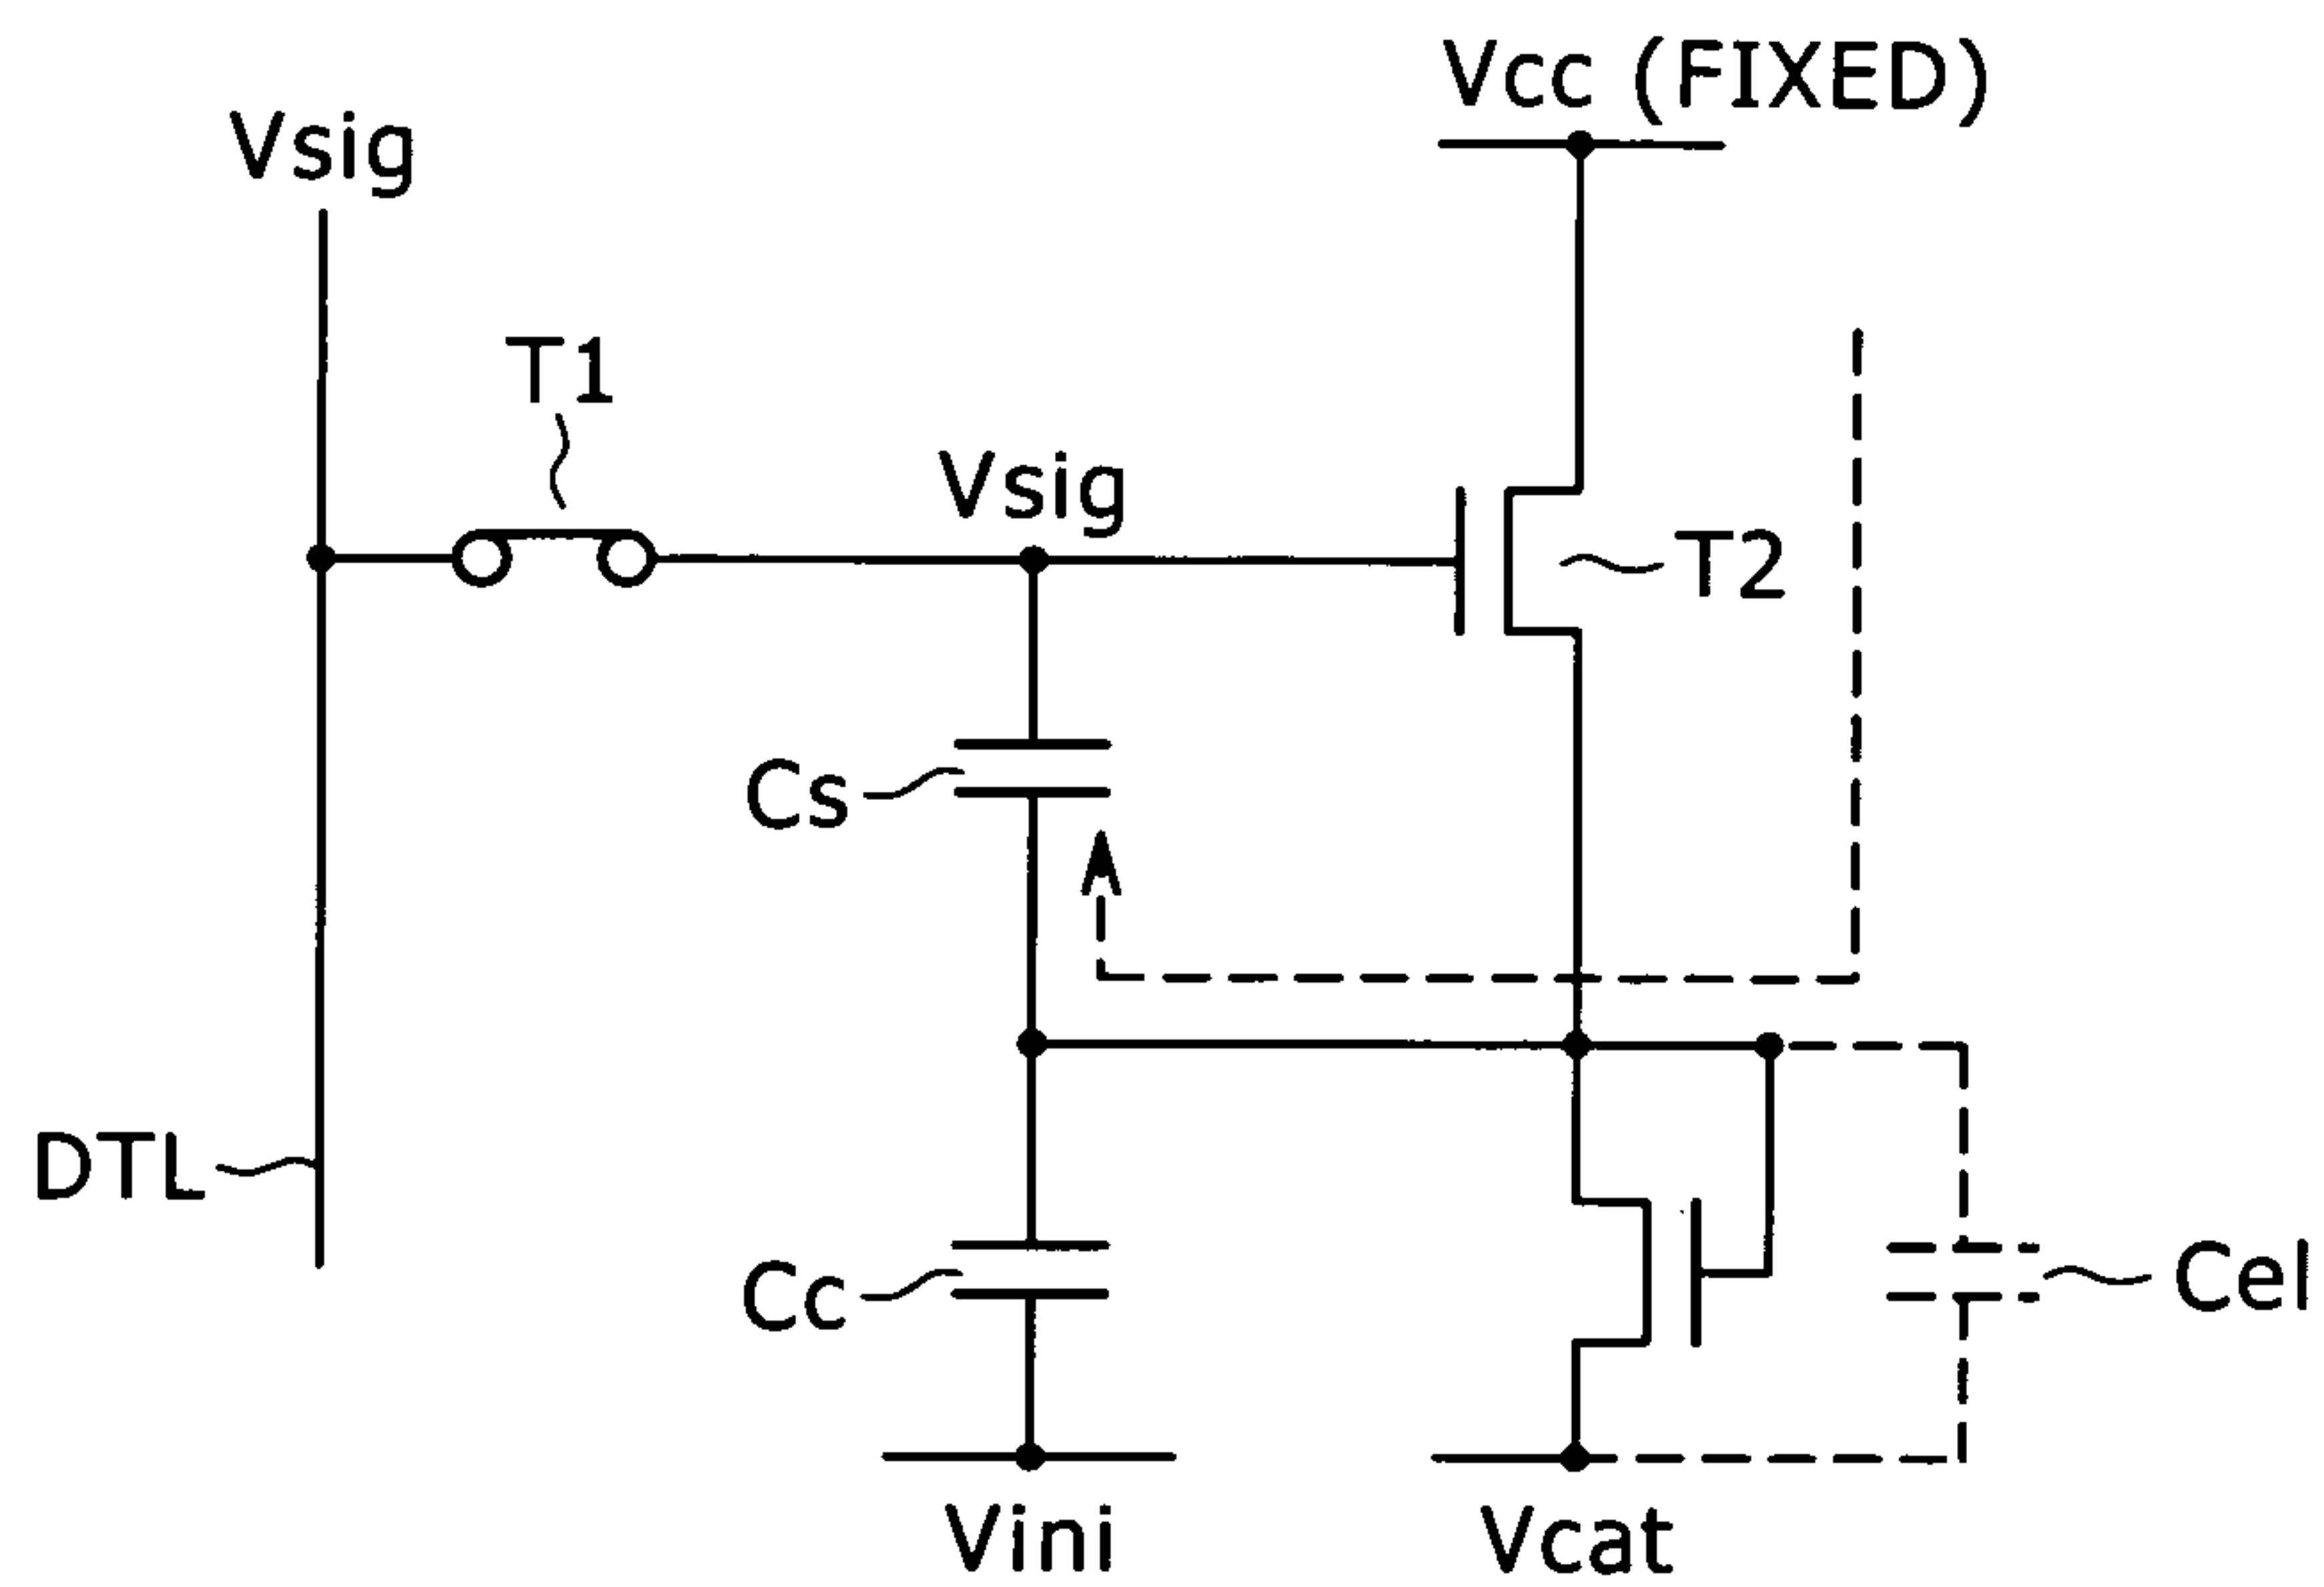 Vcc (FIXED)
Vsig
T1
Vsig
T2
Cs
DTL
Cc
Cel
Vini
Vcat